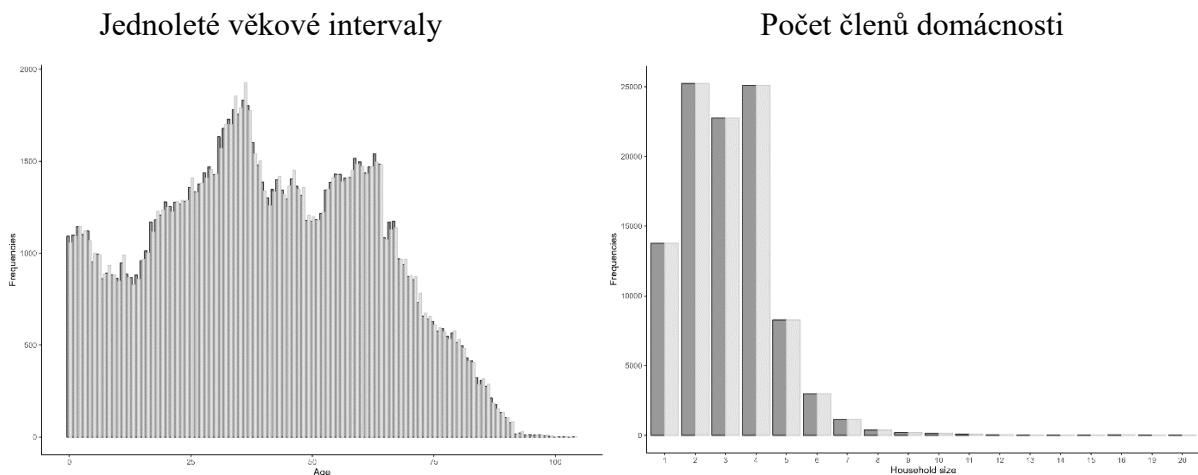 Jednoleté věkové intervaly
Počet členů domácnosti
2000
1500
1000
500
0
Frequencies
0 25 50 75 100
Age
25000
20000
15000
10000
5000
0
Frequencies
1 2 3 4 5 6 7 8 9 10 11 12 13 14 15 16 19 20
Household size